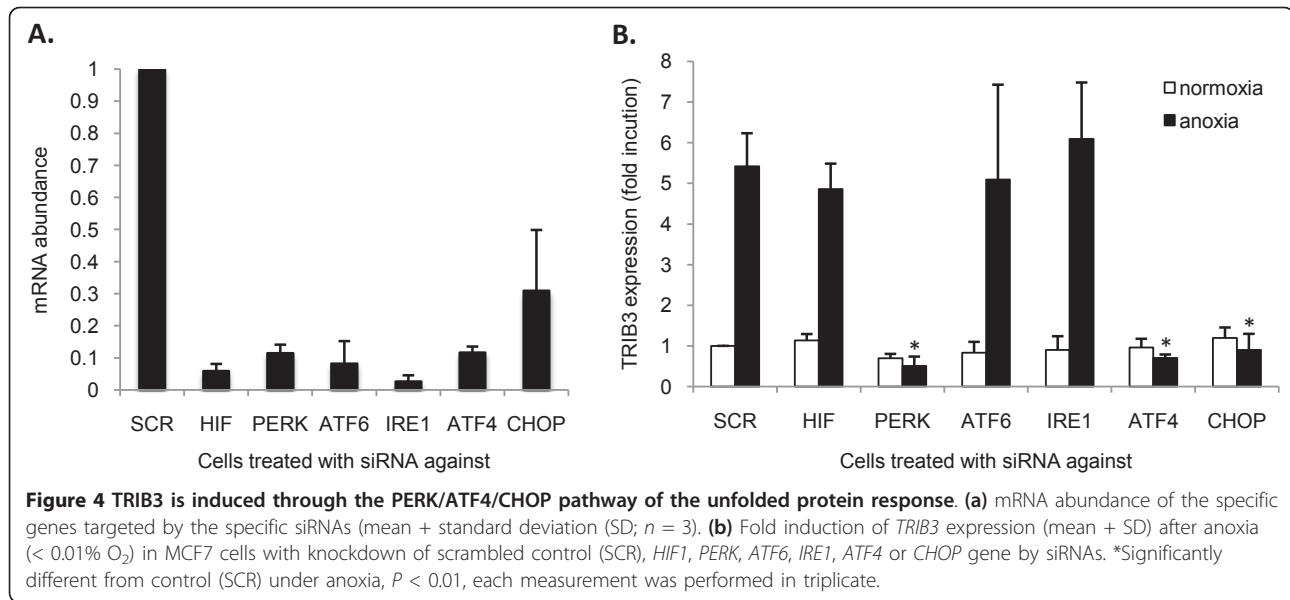 A.
1
0.9
0.8
0.7
0.6
0.5
0.4
0.3
0.2
0.1
0
mRNA abundance
SCR HIF PERK ATF6 IRE1 ATF4 CHOP
Cells treated with siRNA against
B.
8
7
6
5
4
3
2
1
0
TRIB3 expression (fold incution)
normoxia
anoxia
* * *
SCR HIF PERK ATF6 IRE1 ATF4 CHOP
Cells treated with siRNA against
Figure 4 TRIB3 is induced through the PERK/ATF4/CHOP pathway of the unfolded protein response. (a) mRNA abundance of the specific
genes targeted by the specific siRNAs (mean + standard deviation (SD; n = 3). (b) Fold induction of TRIB3 expression (mean + SD) after anoxia
(< 0.01% O₂) in MCF7 cells with knockdown of scrambled control (SCR), HIF1, PERK, ATF6, IRE1, ATF4 or CHOP gene by siRNAs. *Significantly
different from control (SCR) under anoxia, P < 0.01, each measurement was performed in triplicate.